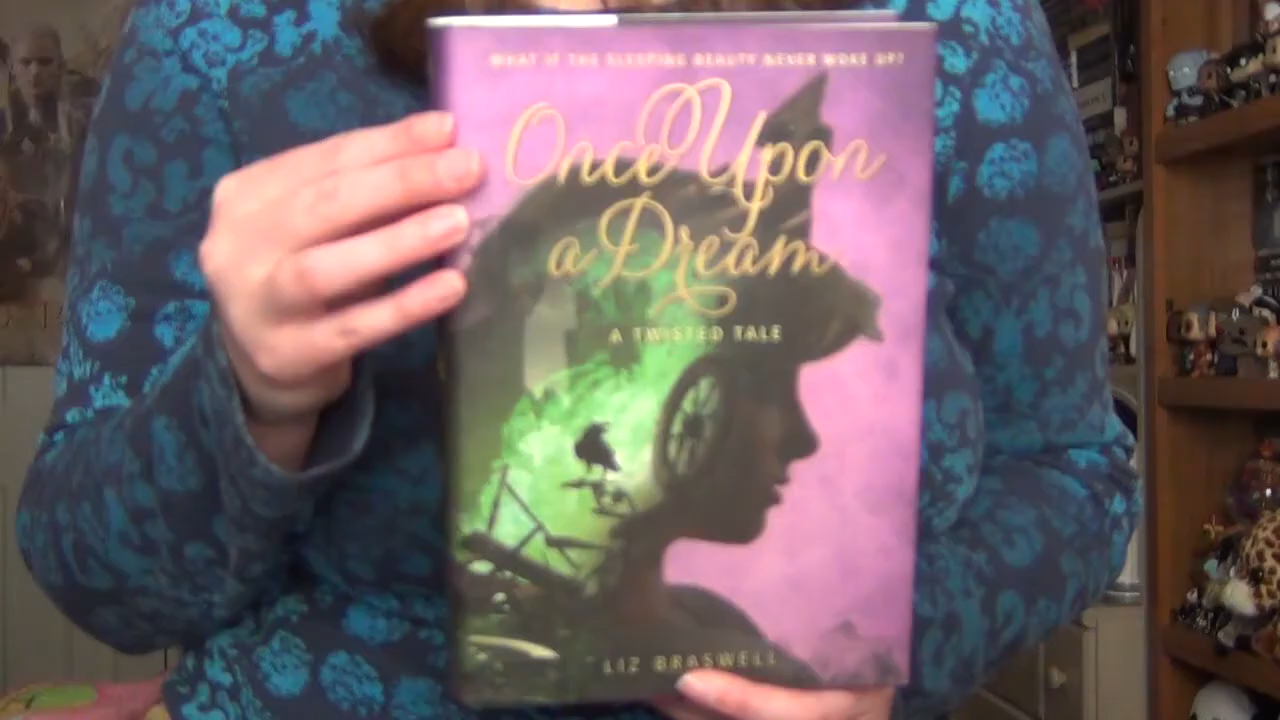 WHAT IF THE SLEEPING BEAUTY NEVER WOKE UP?
Once Upon
a Dream
A TWISTED TALE
LIZ BRASWELL